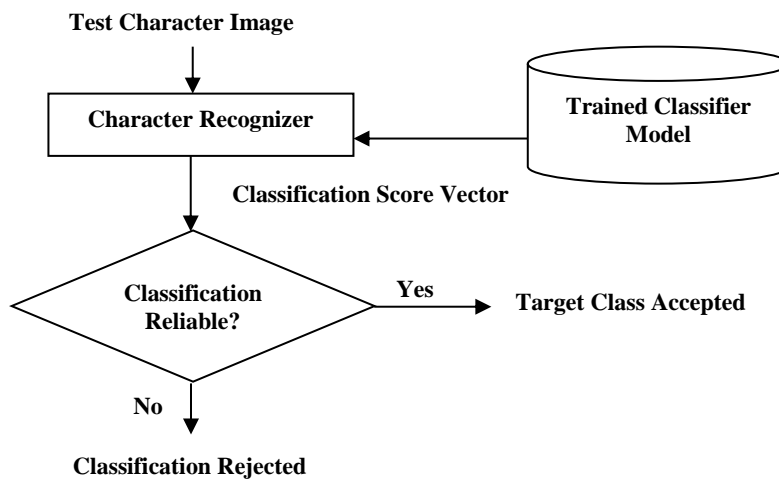 Test Character Image
Character Recognizer
Trained Classifier
Model
Classification Score Vector
Classification
Reliable?
Yes
Target Class Accepted
No
Classification Rejected